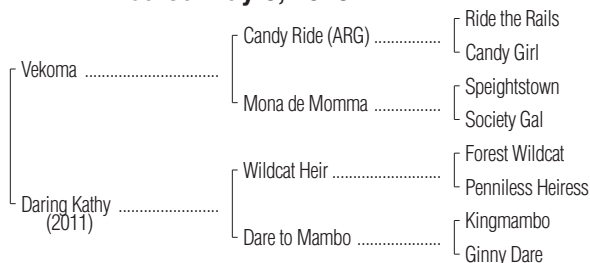 Ride the Rails
Candy Ride (ARG) ................
Candy Girl
Vekoma ................................
Speightstown
Mona de Momma ................
Society Gal
Forest Wildcat
Wildcat Heir ..........................
Penniless Heiress
Daring Kathy ........................
(2011)
Kingmambo
Dare to Mambo ....................
Ginny Dare